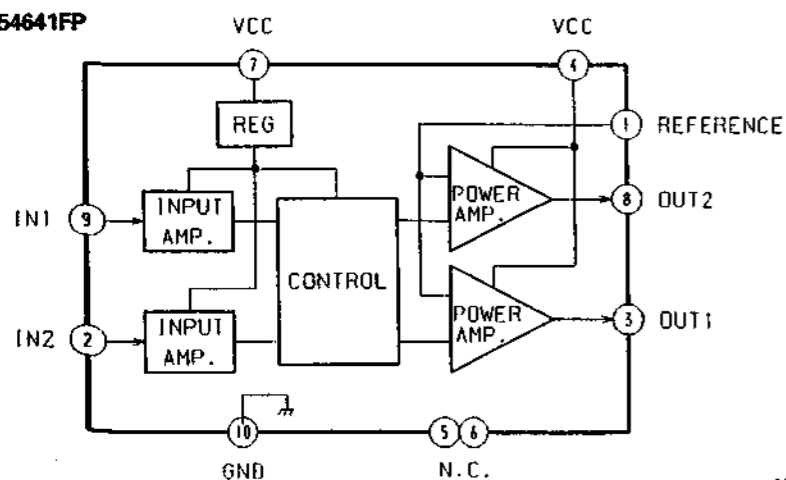 54641FP
VCC VCC
7 4
REG
1 REFERENCE
IN1 9 INPUT AMP. POWER AMP. 8 OUT2
CONTROL
IN2 2 INPUT AMP. POWER AMP. 3 OUT1
10 5 6
GND N.C.